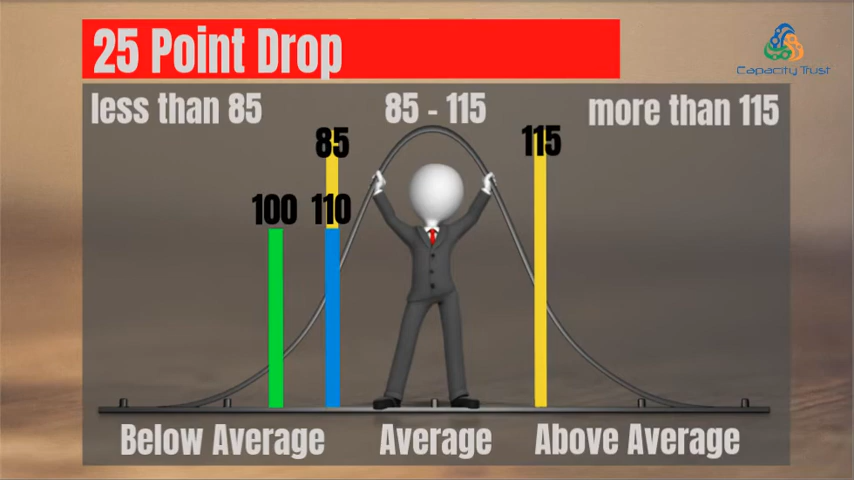 25 Point Drop
Capacity Trust
less than 85
85 - 115
more than 115
85
115
100
110
Below Average
Average
Above Average